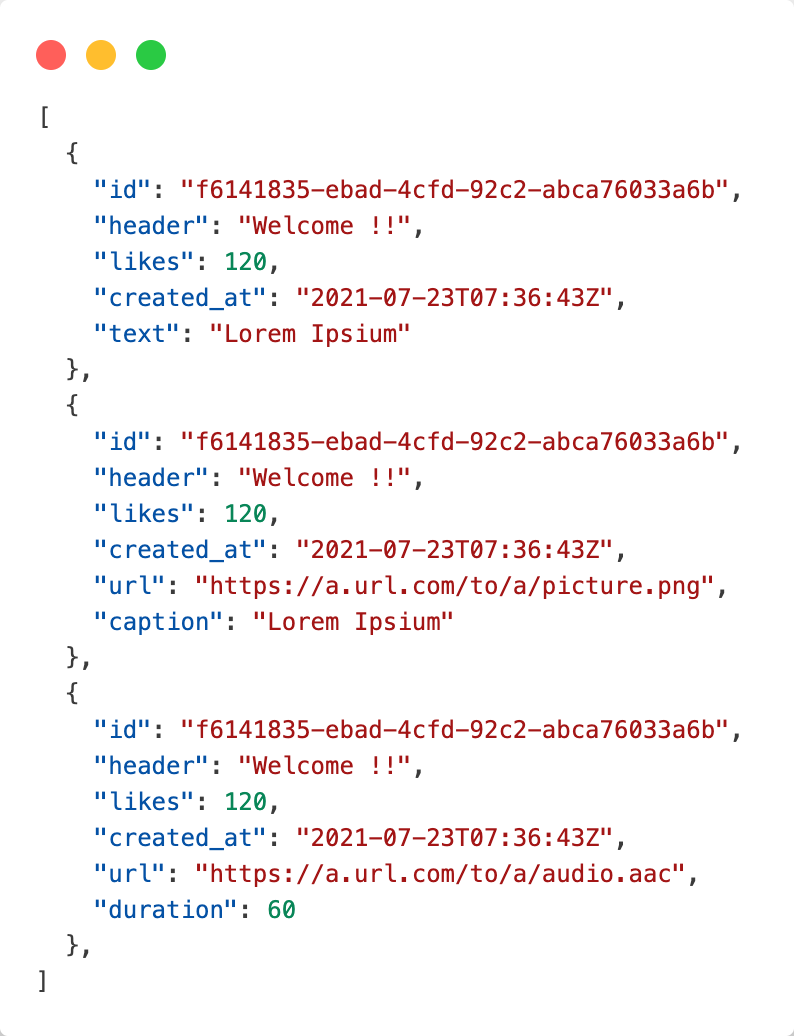 [
  {
    "id": "f6141835-ebad-4cfd-92c2-abca76033a6b",
    "header": "Welcome !!",
    "likes": 120,
    "created_at": "2021-07-23T07:36:43Z",
    "text": "Lorem Ipsium"
  },
  {
    "id": "f6141835-ebad-4cfd-92c2-abca76033a6b",
    "header": "Welcome !!",
    "likes": 120,
    "created_at": "2021-07-23T07:36:43Z",
    "url": "https://a.url.com/to/a/picture.png",
    "caption": "Lorem Ipsium"
  },
  {
    "id": "f6141835-ebad-4cfd-92c2-abca76033a6b",
    "header": "Welcome !!",
    "likes": 120,
    "created_at": "2021-07-23T07:36:43Z",
    "url": "https://a.url.com/to/a/audio.aac",
    "duration": 60
  },
]